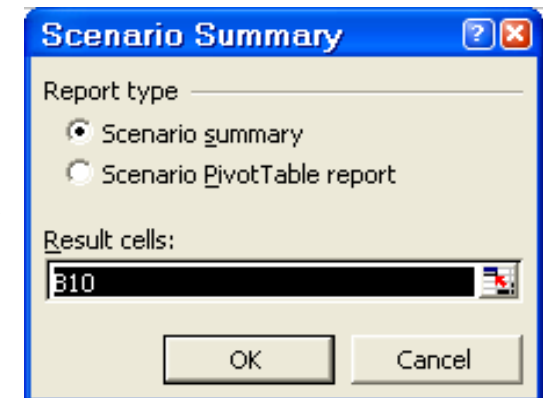 Scenario Summary
Report type
Scenario summary
Scenario PivotTable report
Result cells:
B10
OK Cancel